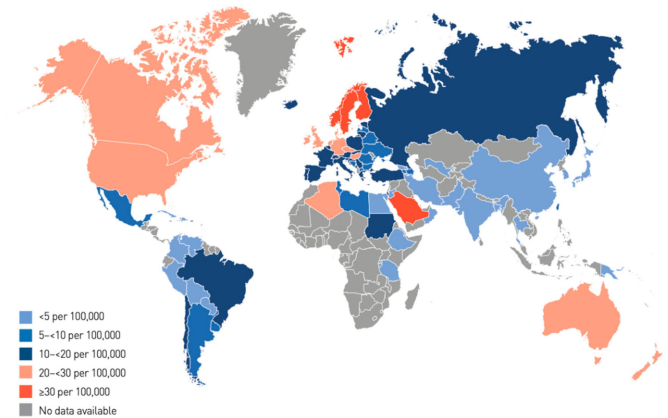 <5 per 100,000
5–<10 per 100,000
10–<20 per 100,000
20–<30 per 100,000
≥30 per 100,000
No data available